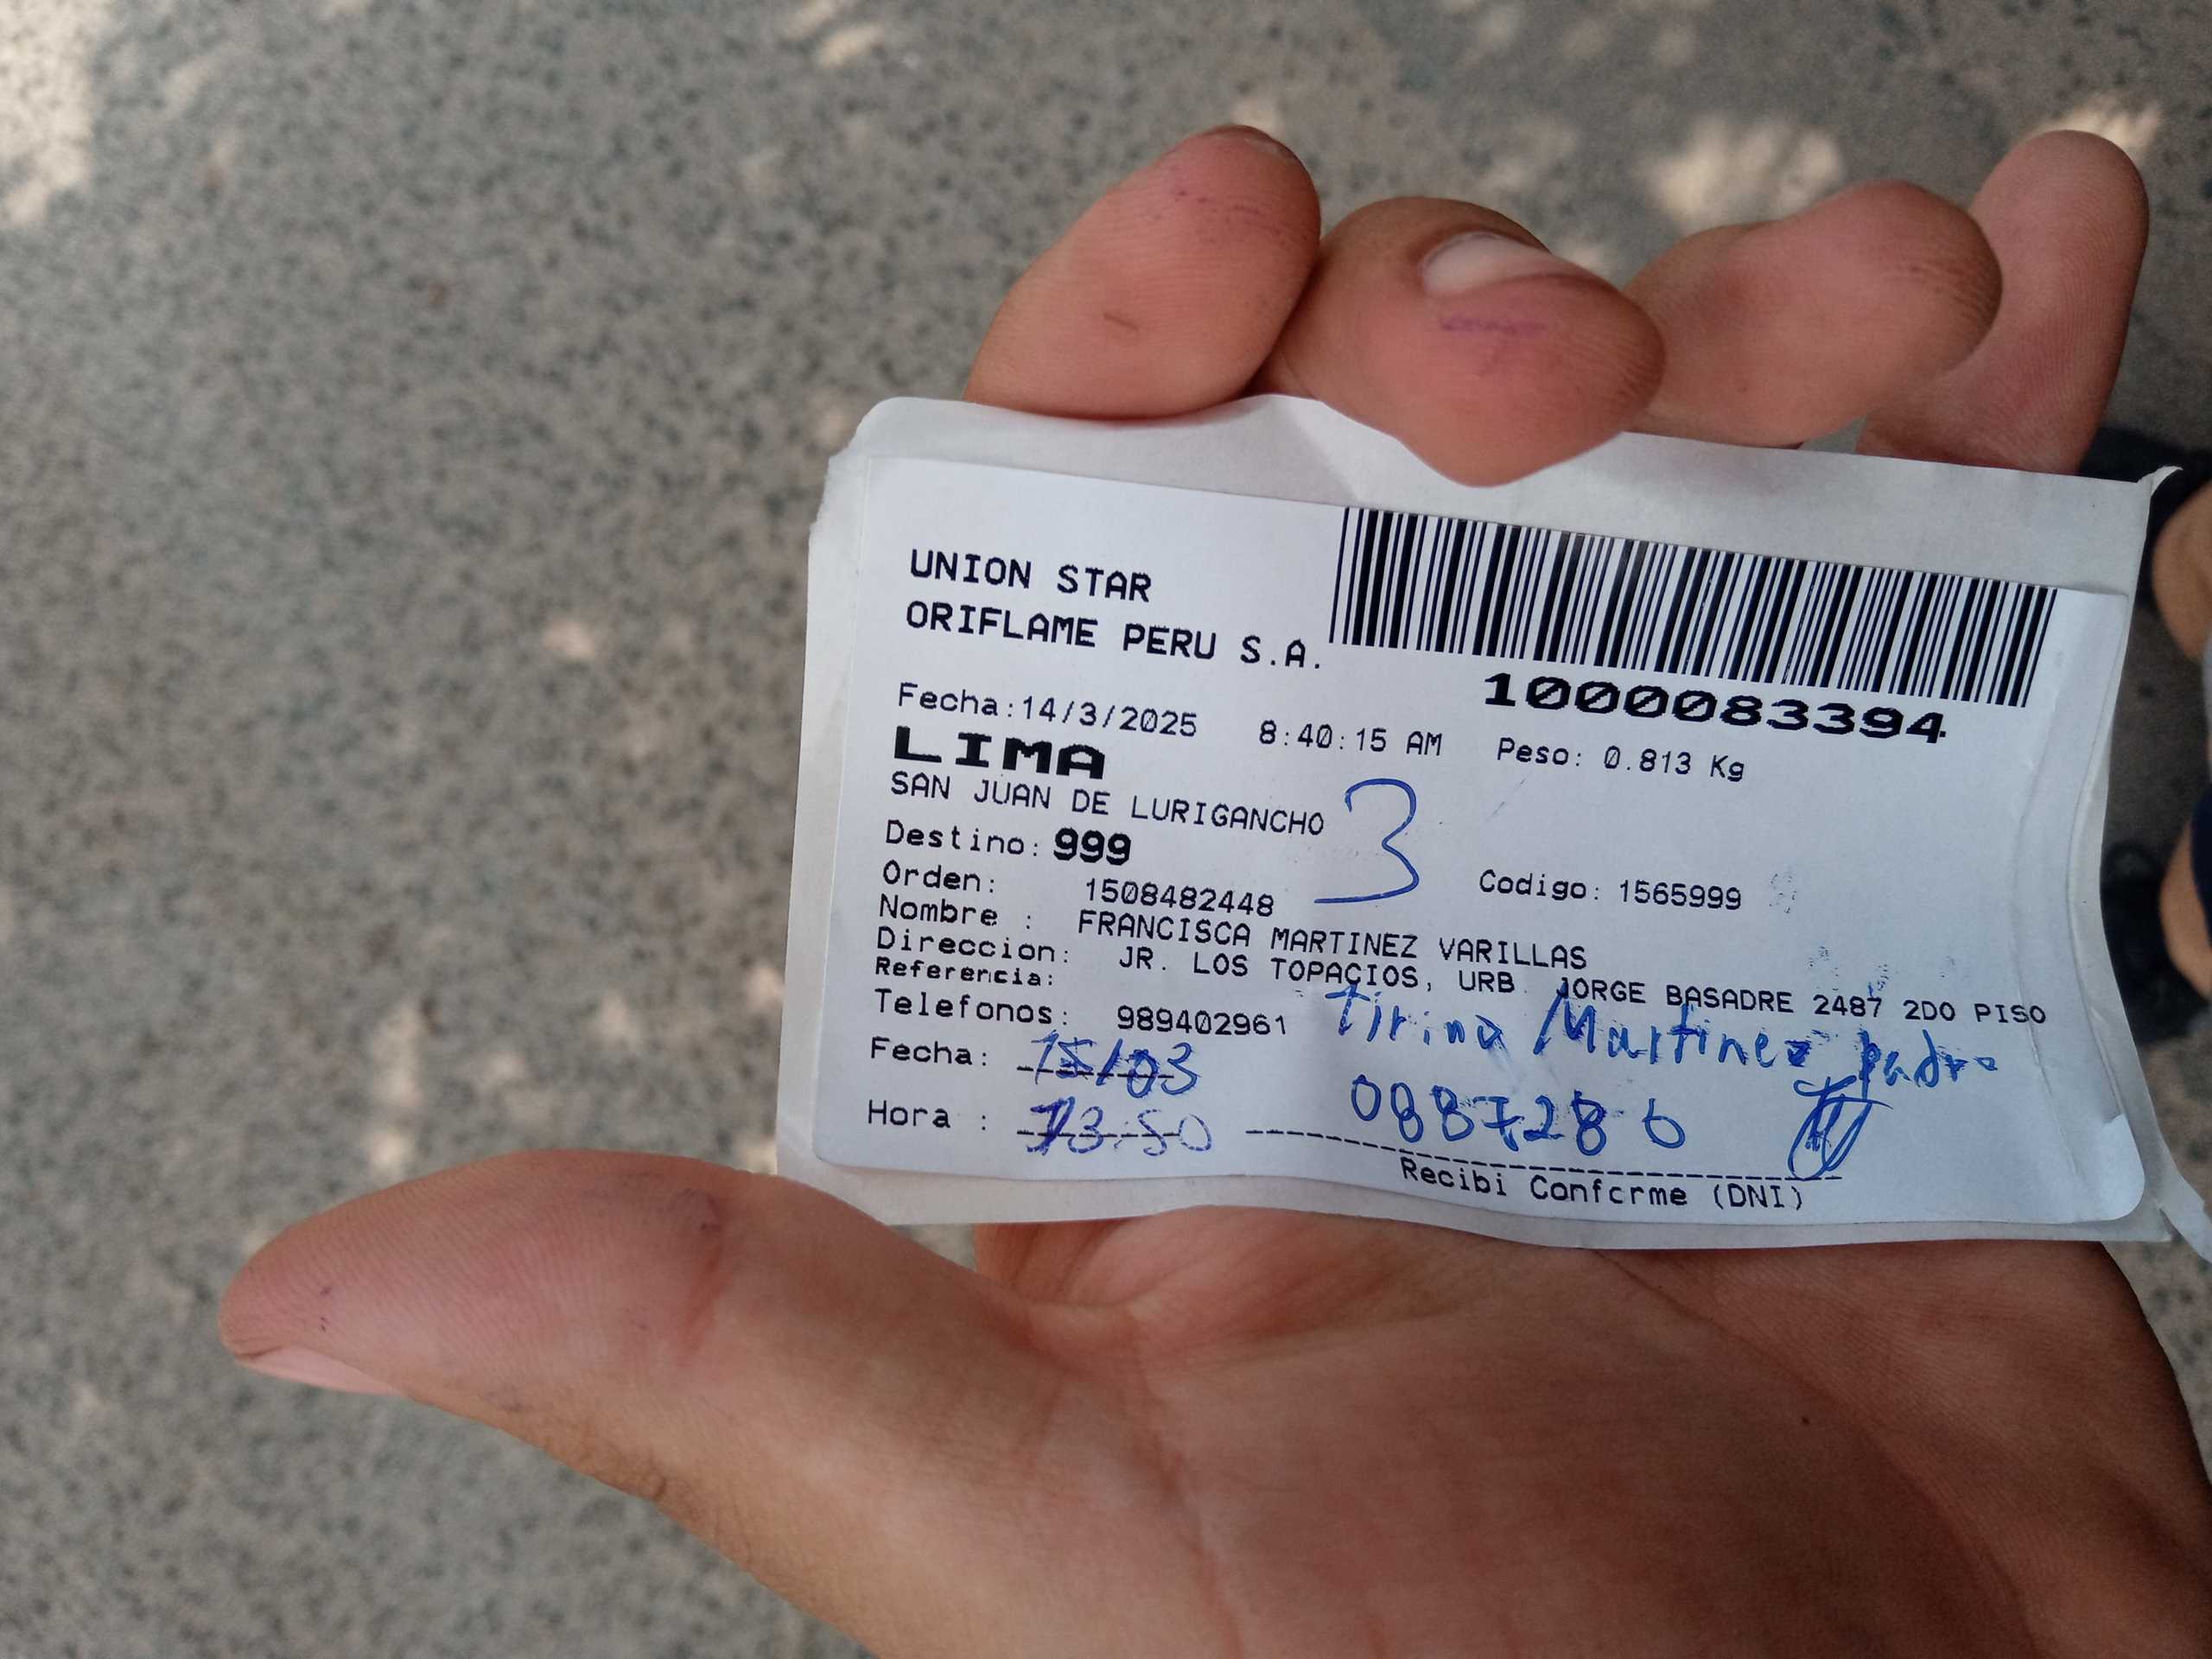 UNION STAR
ORIFLAME PERU S.A.
1000083394
Fecha:14/3/2025 8:40:15 AM Peso: 0.813 Kg
LIMA
SAN JUAN DE LURIGANCHO 3
Destino: 999
Orden: 1508482448 Codigo: 1565999
Nombre : FRANCISCA MARTINEZ VARILLAS
Direccion: JR. LOS TOPACIOS, URB JORGE BASADRE 2487 2DO PISO
Referencia:
Telefonos: 989402961 Martinez padre
Fecha: 15/03
Hora : 13:50 0887286
Recibi Conforme (DNI)